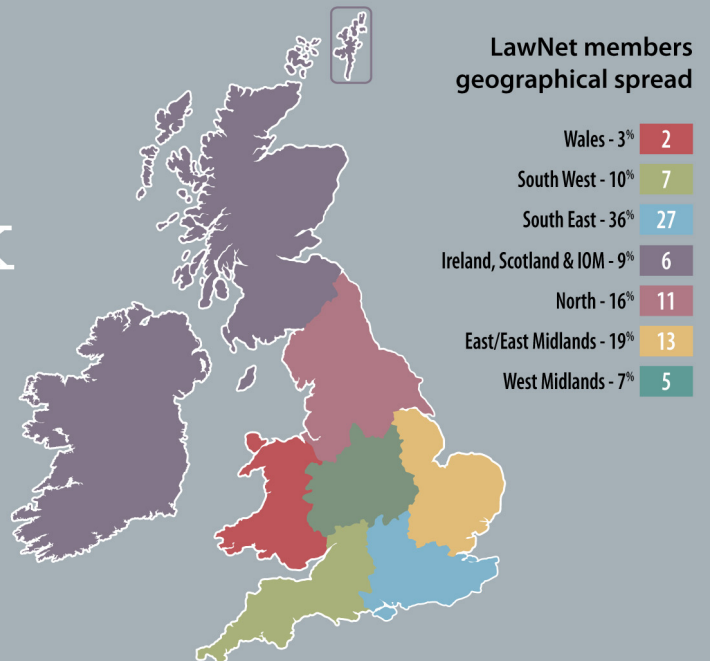 LawNet members
geographical spread
Wales - 3% 2
South West - 10% 7
South East - 36% 27
Ireland, Scotland & IOM - 9% 6
North - 16% 11
East/East Midlands - 19% 13
West Midlands - 7% 5